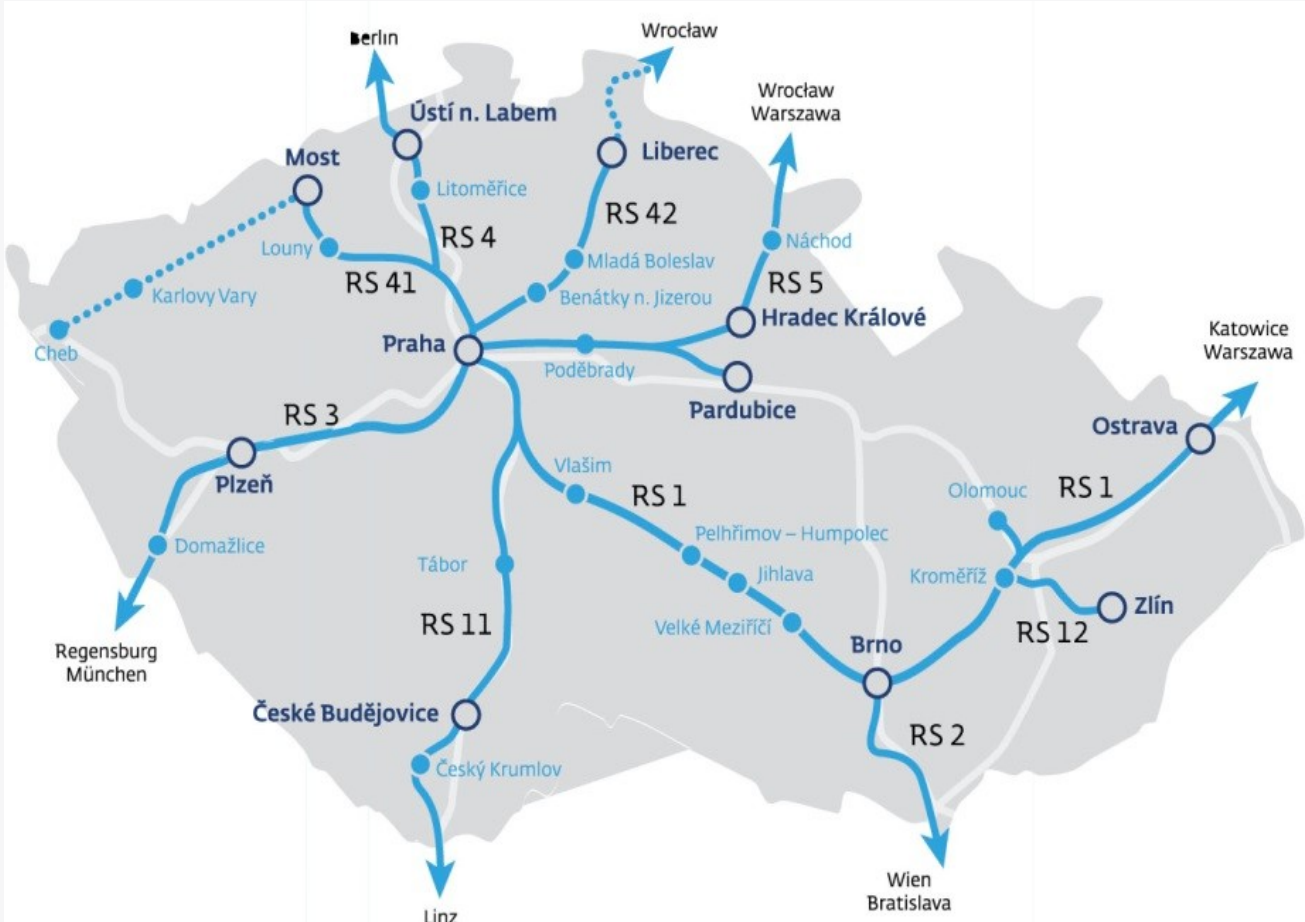 Berlin
Wrocław
Wrocław
Warszawa
Ústí n. Labem
Most
Liberec
Litoměřice
RS 42
RS 4
Louny
Náchod
Mladá Boleslav
RS 41
RS 5
Karlovy Vary
Benátky n. Jizerou
Hradec Králové
Katowice
Warszawa
Praha
Cheb
Poděbrady
Pardubice
RS 3
Ostrava
Vlašim
Plzeň
RS 1
RS 1
Olomouc
Pelhřimov – Humpolec
Domažlice
Tábor
Jihlava
Kroměříž
Zlín
RS 11
Velké Meziříčí
RS 12
Brno
Regensburg
München
České Budějovice
RS 2
Český Krumlov
Wien
Bratislava
Linz